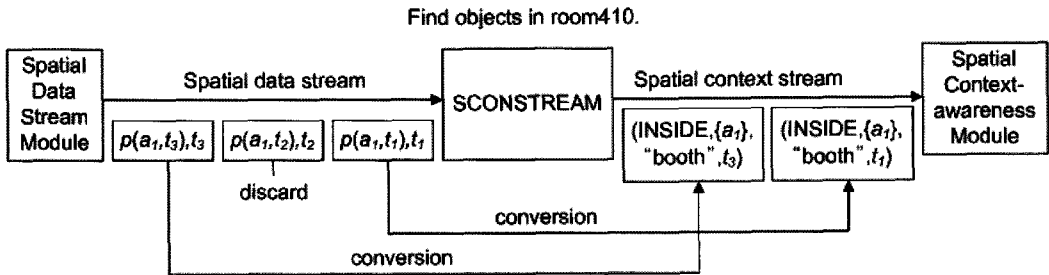 Find objects in room410.
Spatial
Data
Stream
Module
Spatial data stream
p(a₁,t₃),t₃
p(a₁,t₂),t₂
p(a₁,t₁),t₁
discard
SCONSTREAM
Spatial context stream
(INSIDE,{a₁},
"booth",t₃)
(INSIDE,{a₁},
"booth",t₁)
Spatial
Context-
awareness
Module
conversion
conversion